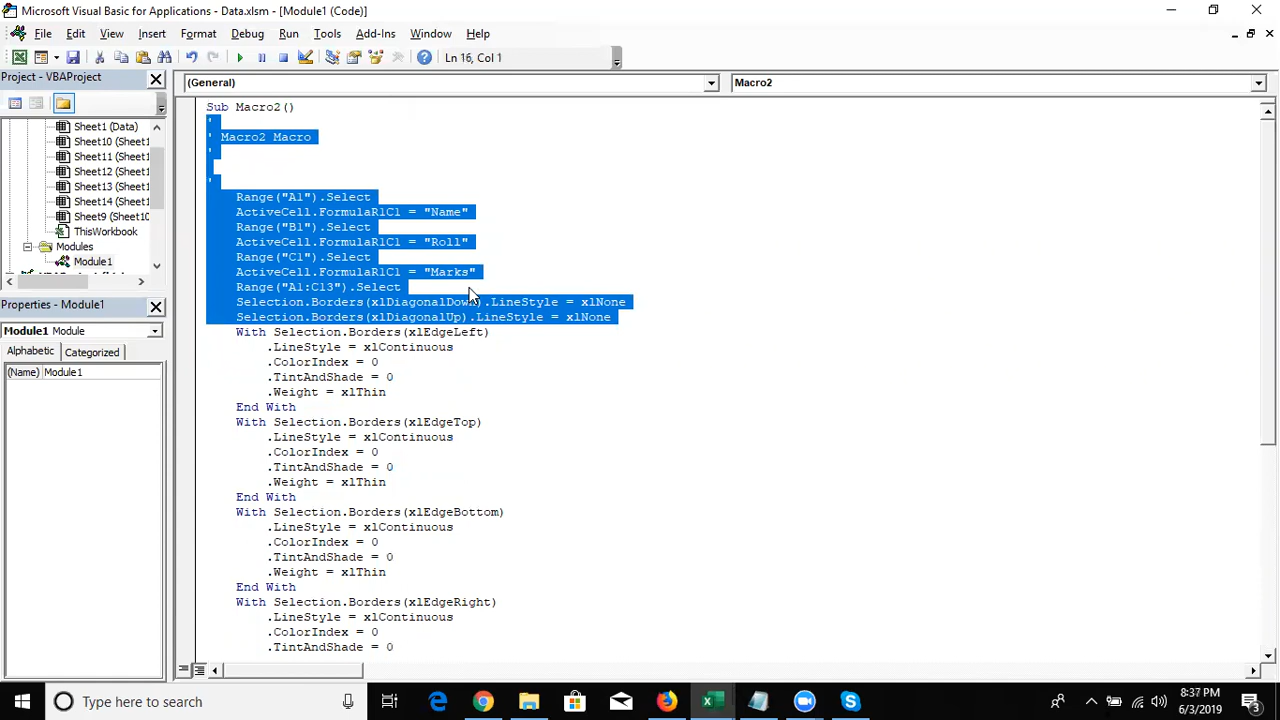 Microsoft Visual Basic for Applications - Data.xlsm - [Module1 (Code)]
File Edit View Insert Format Debug Run Tools Add-Ins Window Help
Ln 16, Col 1
Project - VBAProject
(General)
Macro2
Sheet1 (Data)
Sheet10 (Sheet1
Sheet11 (Sheet1
Sheet12 (Sheet1
Sheet13 (Sheet1
Sheet14 (Sheet1
Sheet9 (Sheet10
ThisWorkbook
Modules
Module1
Properties - Module1
Module1 Module
Alphabetic Categorized
(Name) Module1
Sub Macro2()
'
' Macro2 Macro
'
'
Range("A1").Select
ActiveCell.FormulaR1C1 = "Name"
Range("B1").Select
ActiveCell.FormulaR1C1 = "Roll"
Range("C1").Select
ActiveCell.FormulaR1C1 = "Marks"
Range("A1:C13").Select
Selection.Borders(xlDiagonalDown).LineStyle = xlNone
Selection.Borders(xlDiagonalUp).LineStyle = xlNone
With Selection.Borders(xlEdgeLeft)
.LineStyle = xlContinuous
.ColorIndex = 0
.TintAndShade = 0
.Weight = xlThin
End With
With Selection.Borders(xlEdgeTop)
.LineStyle = xlContinuous
.ColorIndex = 0
.TintAndShade = 0
.Weight = xlThin
End With
With Selection.Borders(xlEdgeBottom)
.LineStyle = xlContinuous
.ColorIndex = 0
.TintAndShade = 0
.Weight = xlThin
End With
With Selection.Borders(xlEdgeRight)
.LineStyle = xlContinuous
.ColorIndex = 0
.TintAndShade = 0
Type here to search
8:37 PM
6/3/2019
3